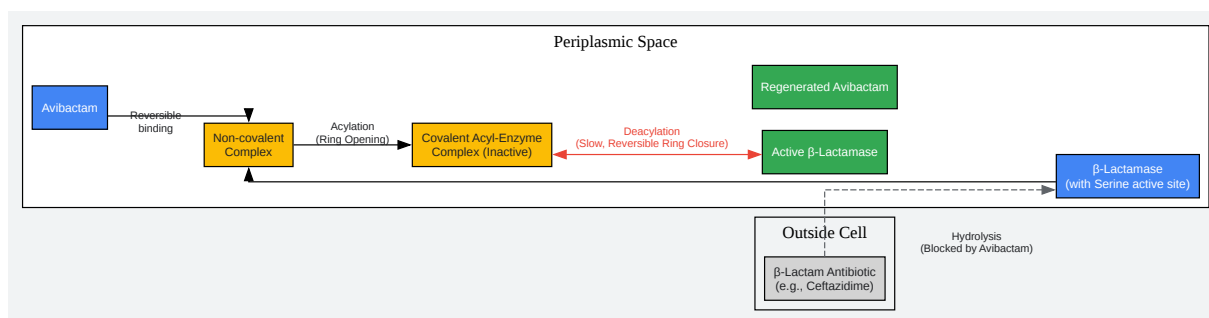 Periplasmic Space
Avibactam
Reversible
binding
Non-covalent
Complex
Acylation
(Ring Opening)
Covalent Acyl-Enzyme
Complex (Inactive)
Deacylation
(Slow, Reversible Ring Closure)
Regenerated Avibactam
Active β-Lactamase
β-Lactamase
(with Serine active site)
Outside Cell
β-Lactam Antibiotic
(e.g., Ceftazidime)
Hydrolysis
(Blocked by Avibactam)